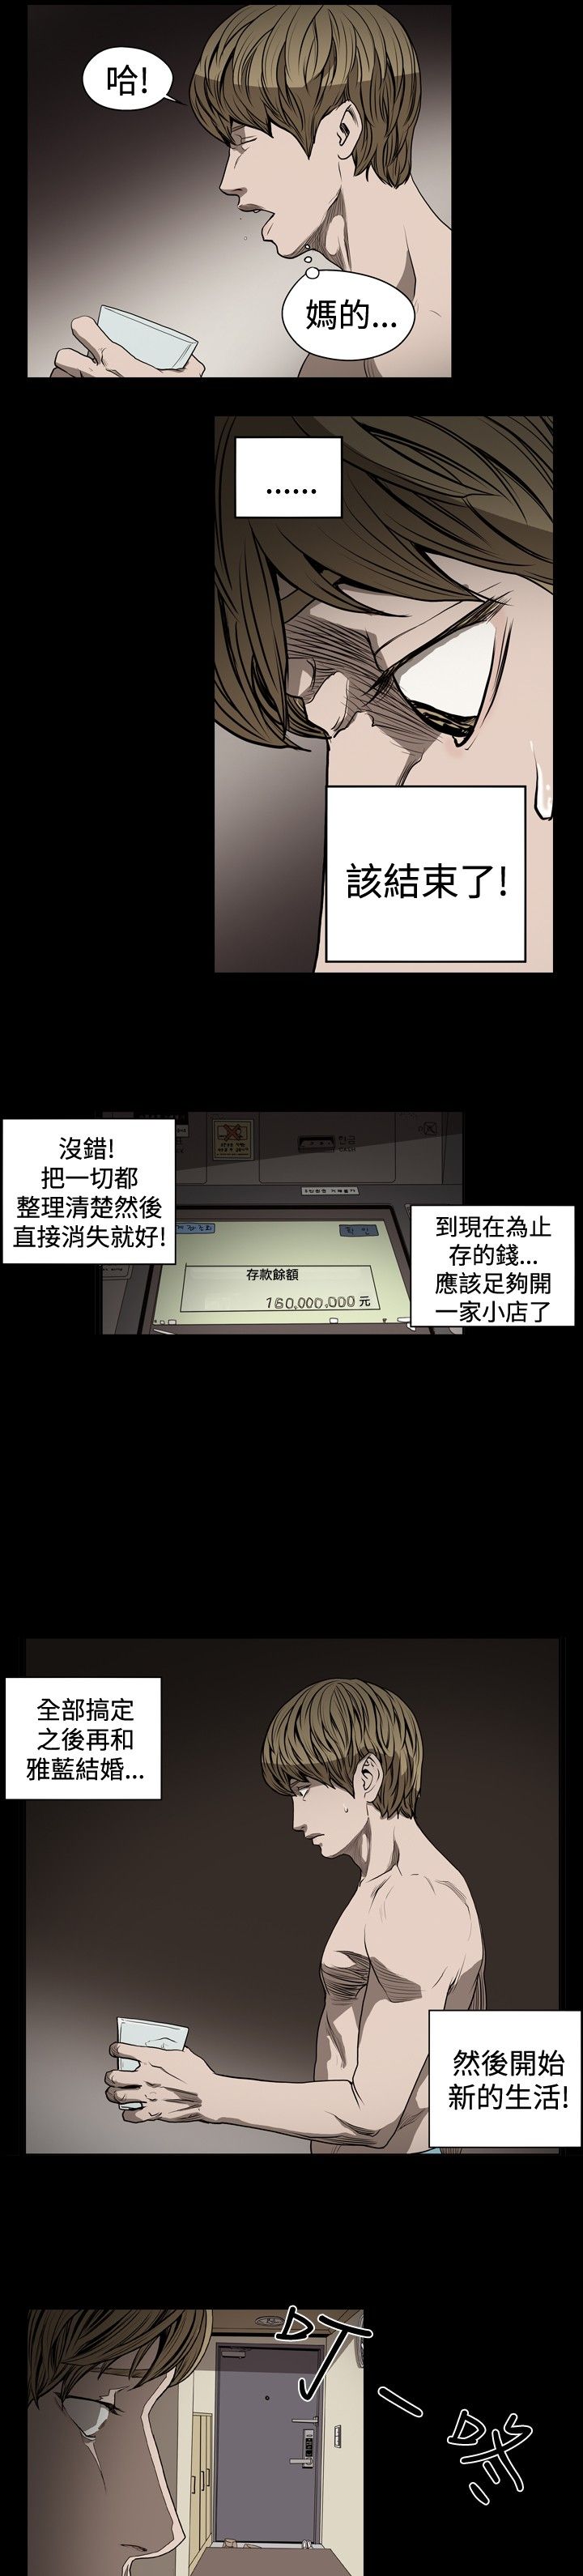 哈!
媽的...
......
該結束了!
沒錯!
把一切都
整理清楚然後
直接消失就好!
존입
存款餘額
160,000,000 元
到現在為止
存的錢...
應該足夠開
一家小店了
全部搞定
之後再和
雅藍結婚...
然後開始
新的生活!
叮一咚